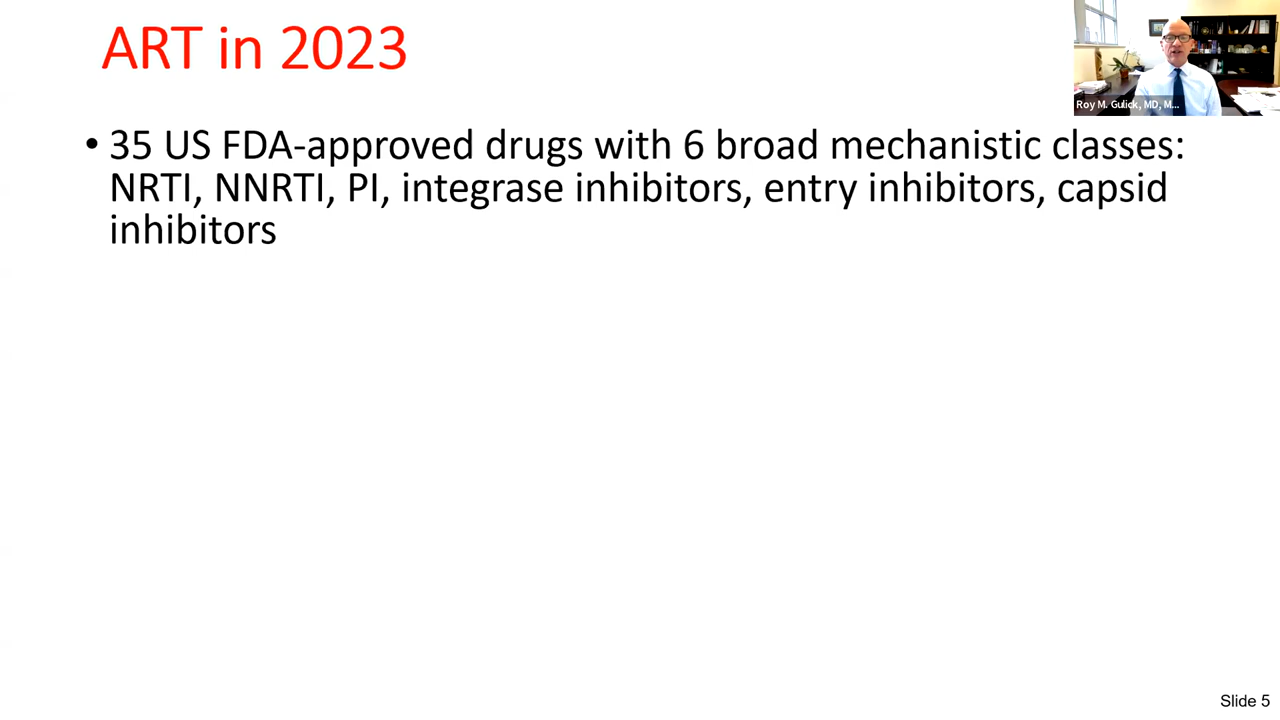 ART in 2023
Roy M. Gulick, MD, M...
• 35 US FDA-approved drugs with 6 broad mechanistic classes:
NRTI, NNRTI, PI, integrase inhibitors, entry inhibitors, capsid
inhibitors
Slide 5